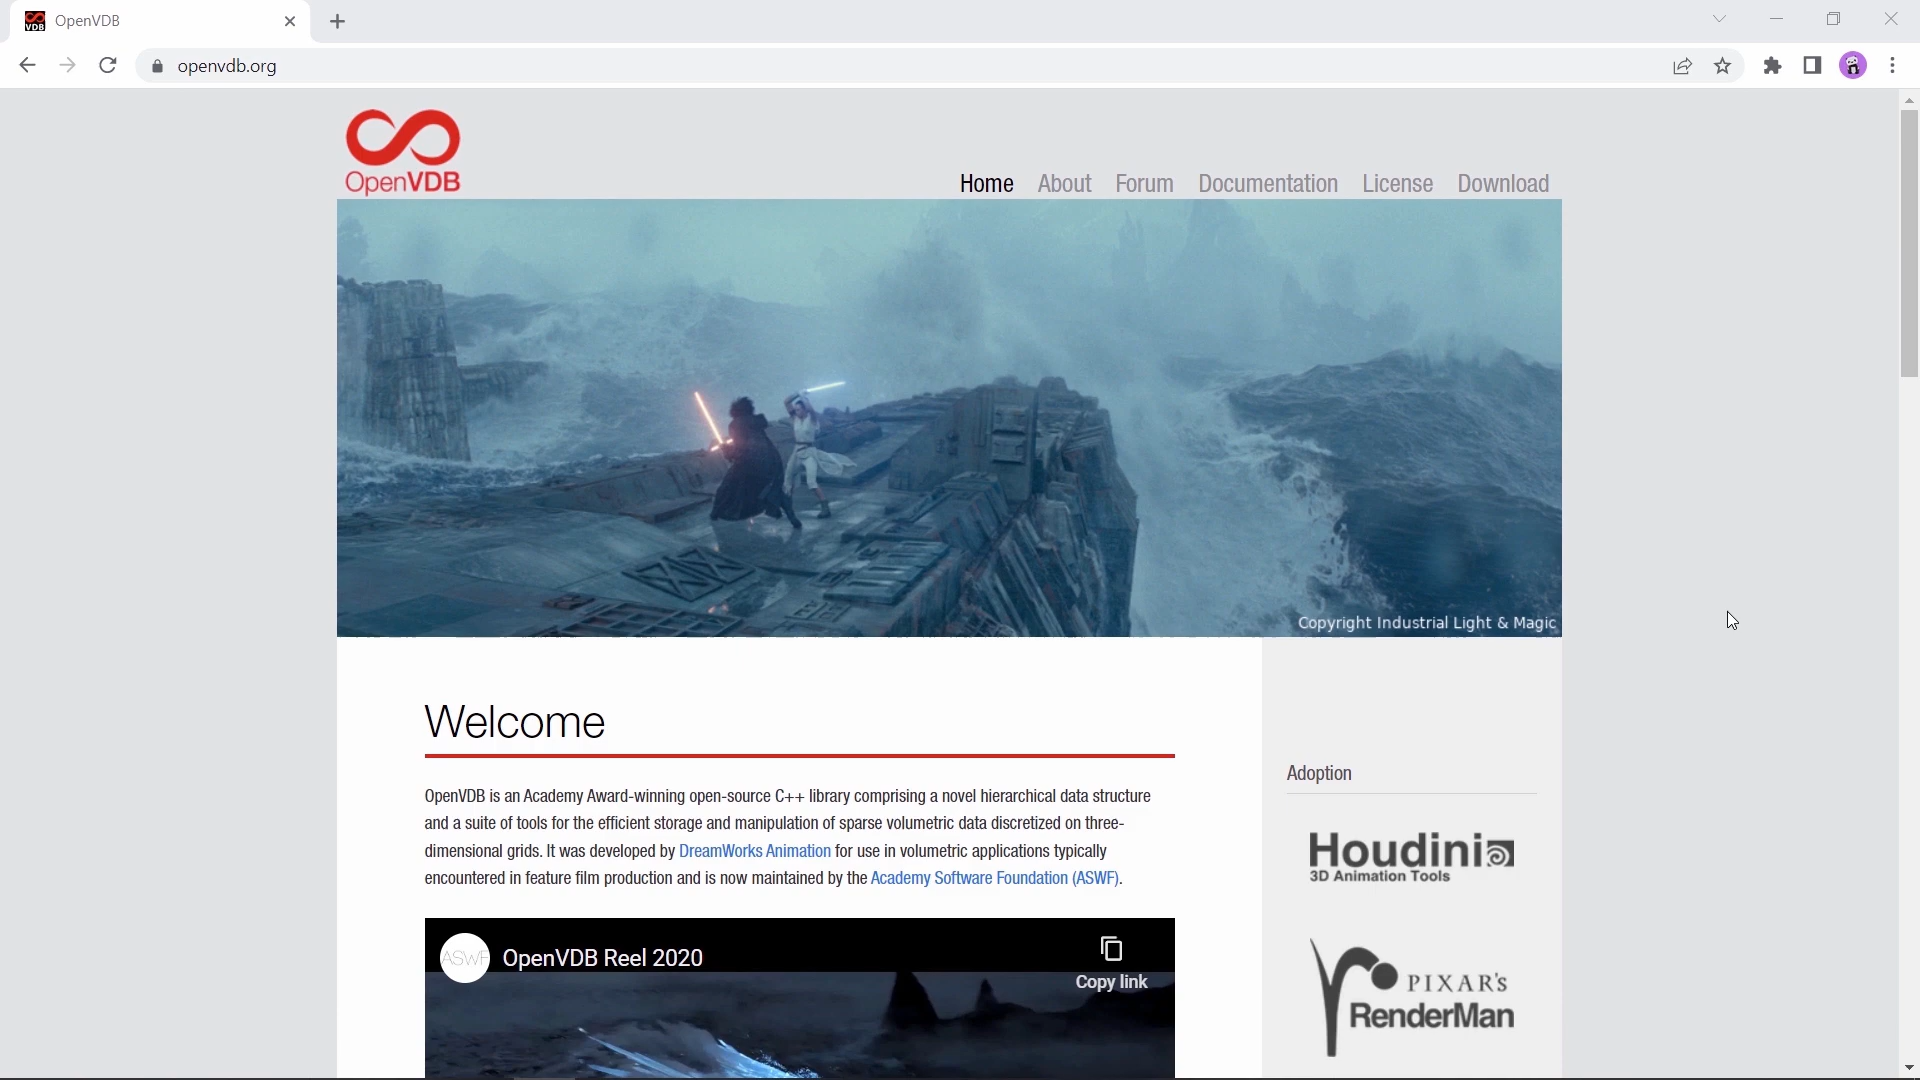 OpenVDB
openvdb.org
OpenVDB
Home About Forum Documentation License Download
Copyright Industrial Light & Magic
Welcome
OpenVDB is an Academy Award-winning open-source C++ library comprising a novel hierarchical data structure
and a suite of tools for the efficient storage and manipulation of sparse volumetric data discretized on three-
dimensional grids. It was developed by DreamWorks Animation for use in volumetric applications typically
encountered in feature film production and is now maintained by the Academy Software Foundation (ASWF).
ASWF
OpenVDB Reel 2020
Copy link
Adoption
Houdini
3D Animation Tools
PIXAR's
RenderMan